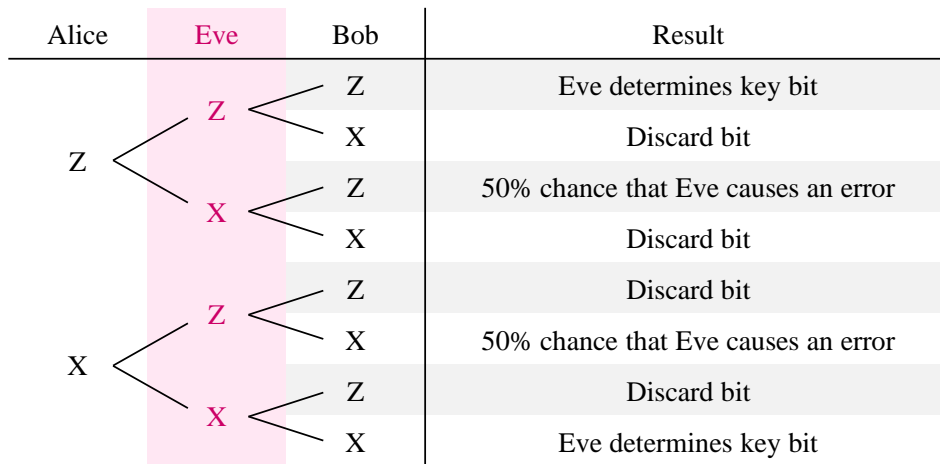 Alice Eve Bob Result
Z Eve determines key bit
Z
X Discard bit
Z
Z 50% chance that Eve causes an error
X
X Discard bit
Z Discard bit
Z
X 50% chance that Eve causes an error
X
Z Discard bit
X
X Eve determines key bit